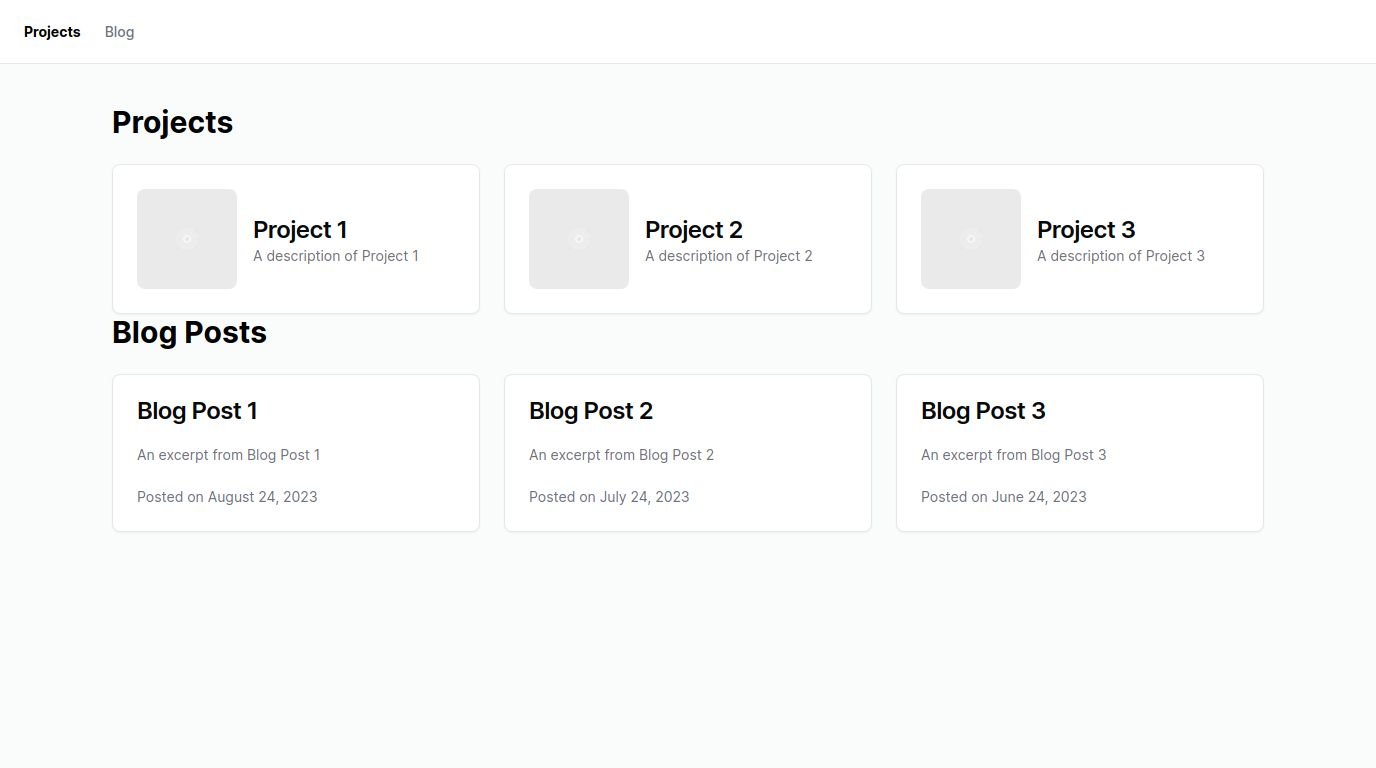 Projects Blog
Projects
Project 1
A description of Project 1
Project 2
A description of Project 2
Project 3
A description of Project 3
Blog Posts
Blog Post 1
An excerpt from Blog Post 1
Posted on August 24, 2023
Blog Post 2
An excerpt from Blog Post 2
Posted on July 24, 2023
Blog Post 3
An excerpt from Blog Post 3
Posted on June 24, 2023